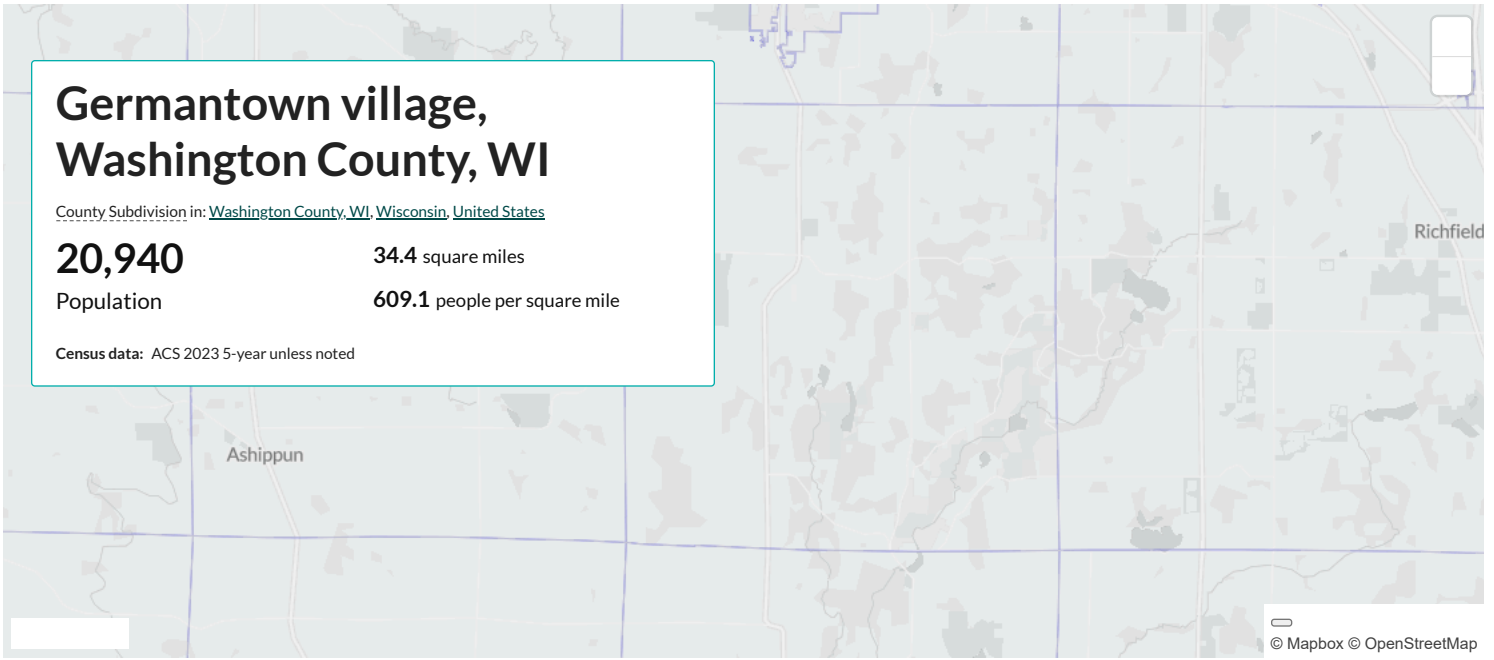 Germantown village,
Washington County, WI
County Subdivision in: Washington County, WI, Wisconsin, United States
20,940
Population
34.4 square miles
609.1 people per square mile
Census data: ACS 2023 5-year unless noted
Richfield
Ashippun
© Mapbox © OpenStreetMap